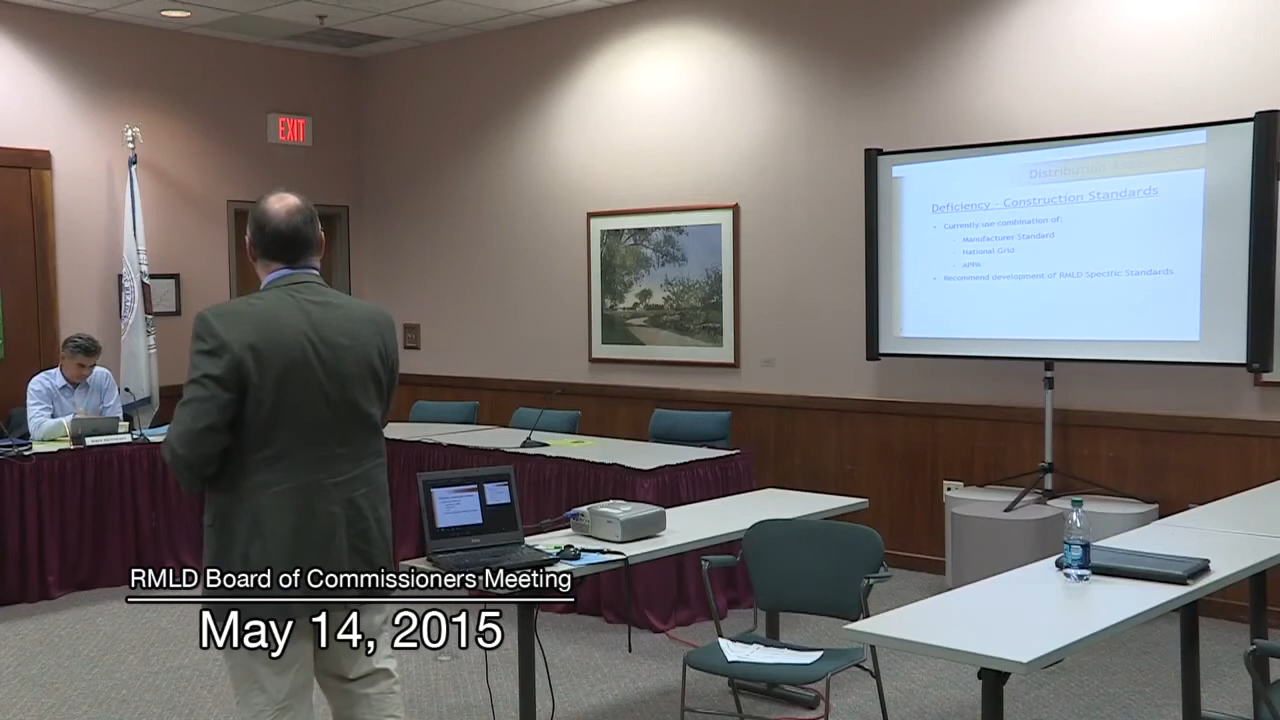 EXIT
Distribution
Deficiency - Construction Standards
• Currently use combination of:
- Manufacturer Standard
- National Grid
- APPA
• Recommend development of RMLD Specific Standards
RMLD Board of Commissioners Meeting
May 14, 2015